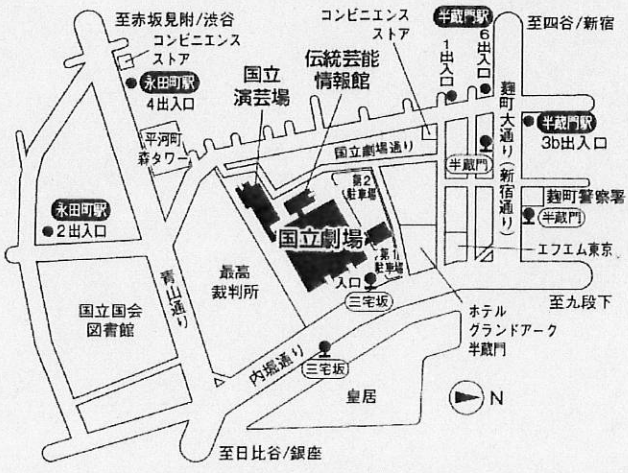 至赤坂見附/渋谷
コンビニエンス
ストア
永田町駅
4出入口
平河町
森タワー
国立
演芸場
伝統芸能
情報館
コンビニエンス
ストア
半蔵門駅
1出入口
6出入口
至四谷/新宿
麹町大通り(新宿通り)
半蔵門駅
3b出入口
国立劇場通り
半蔵門
麹町警察署
半蔵門
エフエム東京
至九段下
永田町駅
2出入口
第2
駐車場
国立劇場
第1
駐車場
入口
三宅坂
最高
裁判所
青山通り
国立国会
図書館
内堀通り
三宅坂
ホテル
グランドアーク
半蔵門
皇居
N
至日比谷/銀座